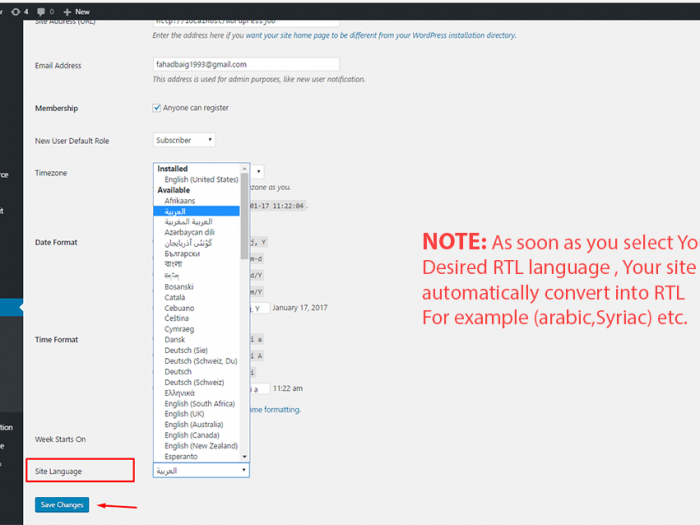 r 4 0 + New
Site Address (URL) http://localhost/wordpress/job
Enter the address here if you want your site home page to be different from your WordPress installation directory.
Email Address fahadbaig1993@gmail.com
This address is used for admin purposes, like new user notification.
Membership Anyone can register
New User Default Role Subscriber
Timezone
Installed
English (United States)
zone as you.
Available
Afrikaans
01-17 11:22:04.
العربية
العربية المغربية
Azərbaycan dili
گؤنئی آذربایجان
Date Format d, Y
Български
m-d
বাংলা
d/Y
Bosanski
m/Y
Català
Cebuano
, Y January 17, 2017
Čeština
Cymraeg
Dansk
Time Format i a
Deutsch (Sie)
i A
Deutsch (Schweiz, Du)
Deutsch
i
Deutsch (Schweiz)
i a 11:22 am
Ελληνικά
English (South Africa)
ime formatting.
English (UK)
English (Australia)
English (Canada)
Week Starts On
English (New Zealand)
Esperanto
Site Language العربية
Save Changes
NOTE: As soon as you select Yo
Desired RTL language , Your site
automatically convert into RTL
For example (arabic,Syriac) etc.
rce
it
tion
e